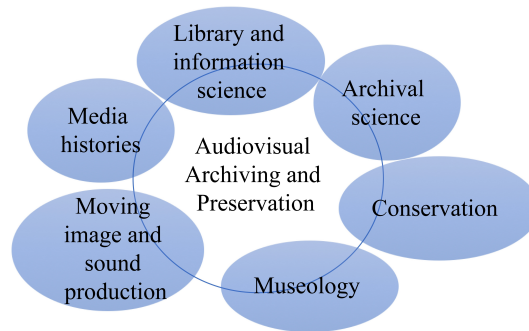 Library and
information
science
Archival
science
Media
histories
Audiovisual
Archiving and
Preservation
Conservation
Moving
image and
sound
production
Museology